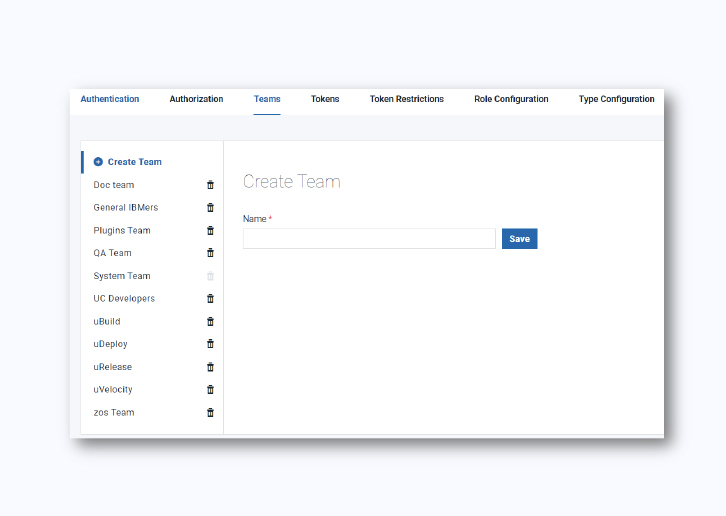 Authentication Authorization Teams Tokens Token Restrictions Role Configuration Type Configuration
Create Team
Doc team
General IBMers
Plugins Team
QA Team
System Team
UC Developers
uBuild
uDeploy
uRelease
uVelocity
zos Team
Create Team
Name *
Save